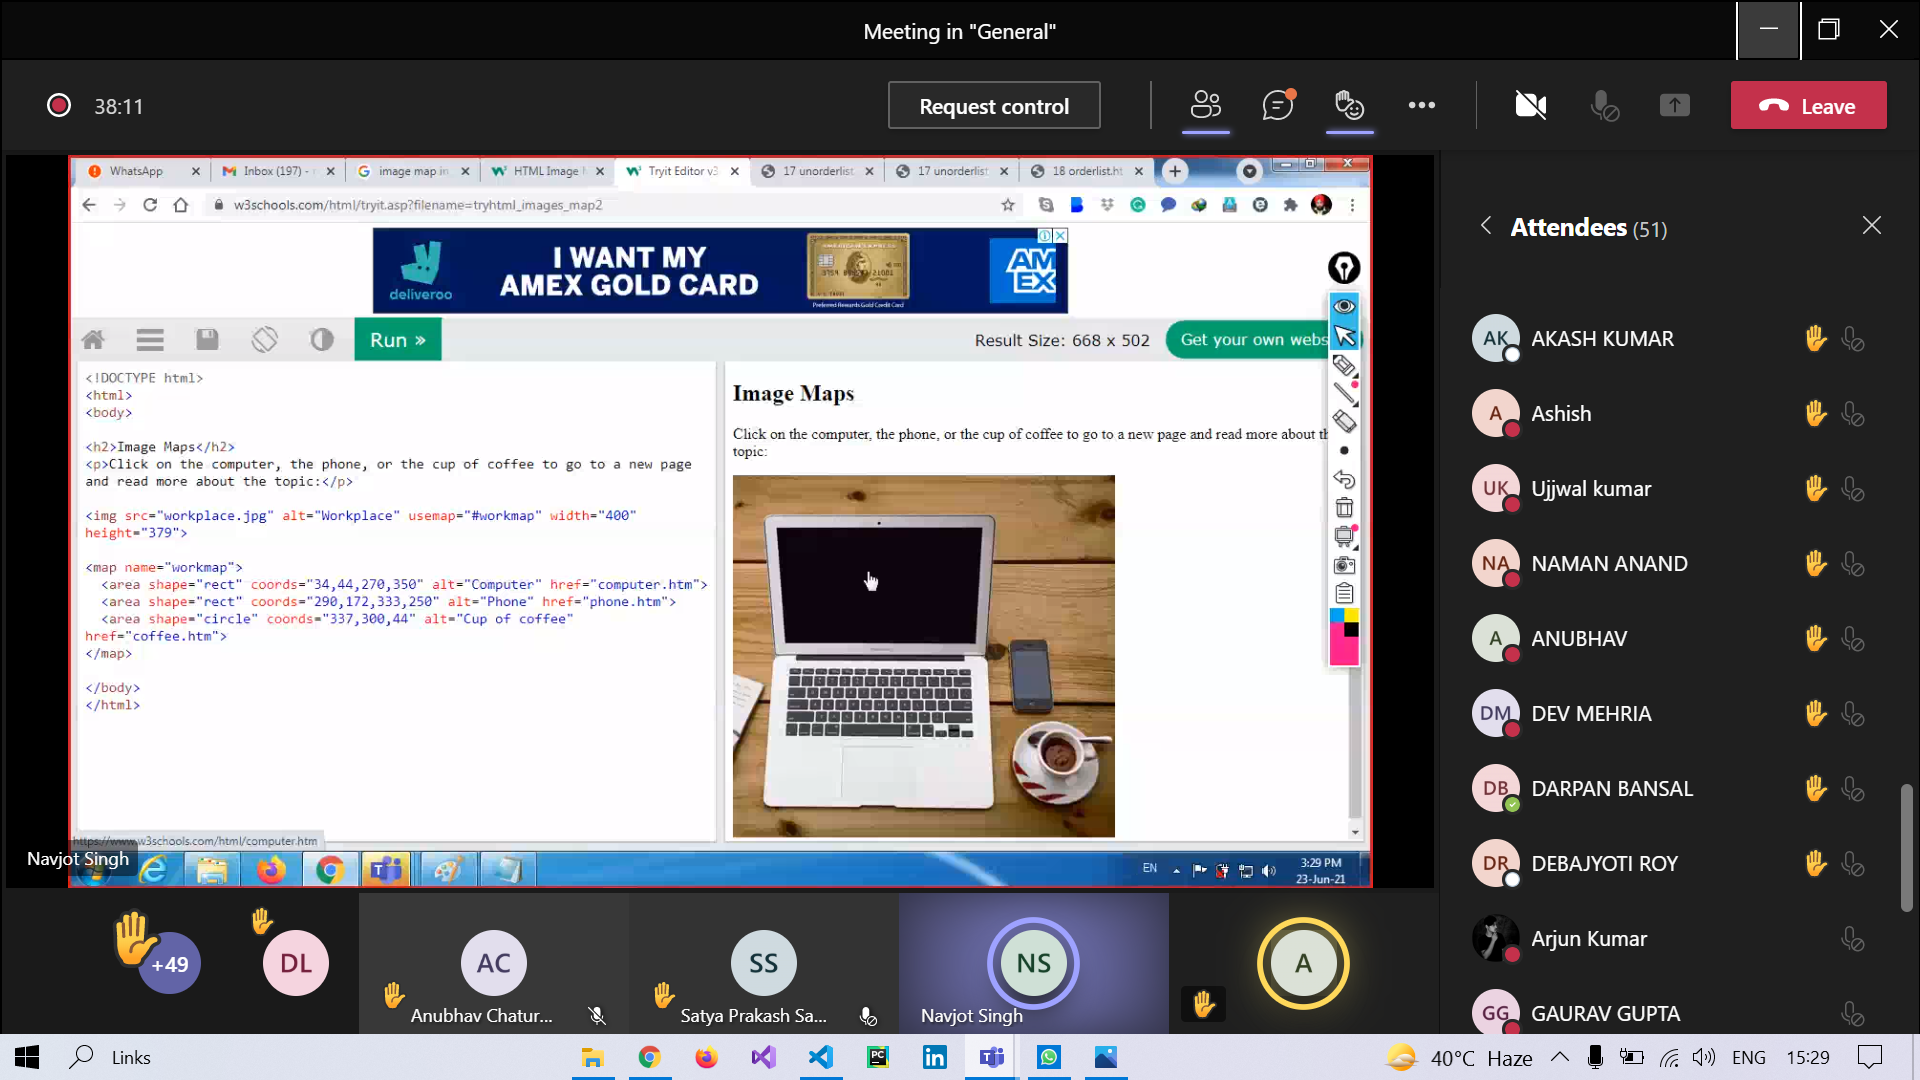 Meeting in "General"
38:11
Request control
Leave
WhatsApp
Inbox (197) -
image map in
HTML Image
Tryit Editor v3
17 unorderlist.
17 unorderlist.
18 orderlist.ht
w3schools.com/html/tryit.asp?filename=tryhtml_images_map2
deliveroo
I WANT MY
AMEX GOLD CARD
Preferred Rewards Gold Credit Card
AM
EX
Run »
Result Size: 668 x 502
Get your own webs
<!DOCTYPE html>
<html>
<body>
<h2>Image Maps</h2>
<p>Click on the computer, the phone, or the cup of coffee to go to a new page
and read more about the topic:</p>
<img src="workplace.jpg" alt="Workplace" usemap="#workmap" width="400"
height="379">
<map name="workmap">
<area shape="rect" coords="34,44,270,350" alt="Computer" href="computer.htm">
<area shape="rect" coords="290,172,333,250" alt="Phone" href="phone.htm">
<area shape="circle" coords="337,300,44" alt="Cup of coffee"
href="coffee.htm">
</map>
</body>
</html>
Image Maps
Click on the computer, the phone, or the cup of coffee to go to a new page and read more about th
topic:
https://www.w3schools.com/html/computer.htm
Navjot Singh
EN
3:29 PM
23-Jun-21
Attendees (51)
AK AKASH KUMAR
A Ashish
UK Ujjwal kumar
NA NAMAN ANAND
A ANUBHAV
DM DEV MEHRIA
DB DARPAN BANSAL
DR DEBAJYOTI ROY
Arjun Kumar
GG GAURAV GUPTA
+49
DL
AC
Anubhav Chatur...
SS
Satya Prakash Sa...
NS
Navjot Singh
A
Links
PC
in
40°C Haze
ENG
15:29